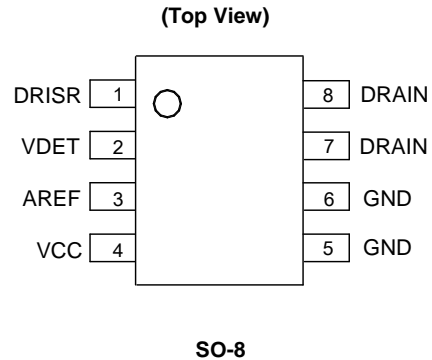 (Top View)
DRISR 1 8 DRAIN
VDET 2 7 DRAIN
AREF 3 6 GND
VCC 4 5 GND
SO-8